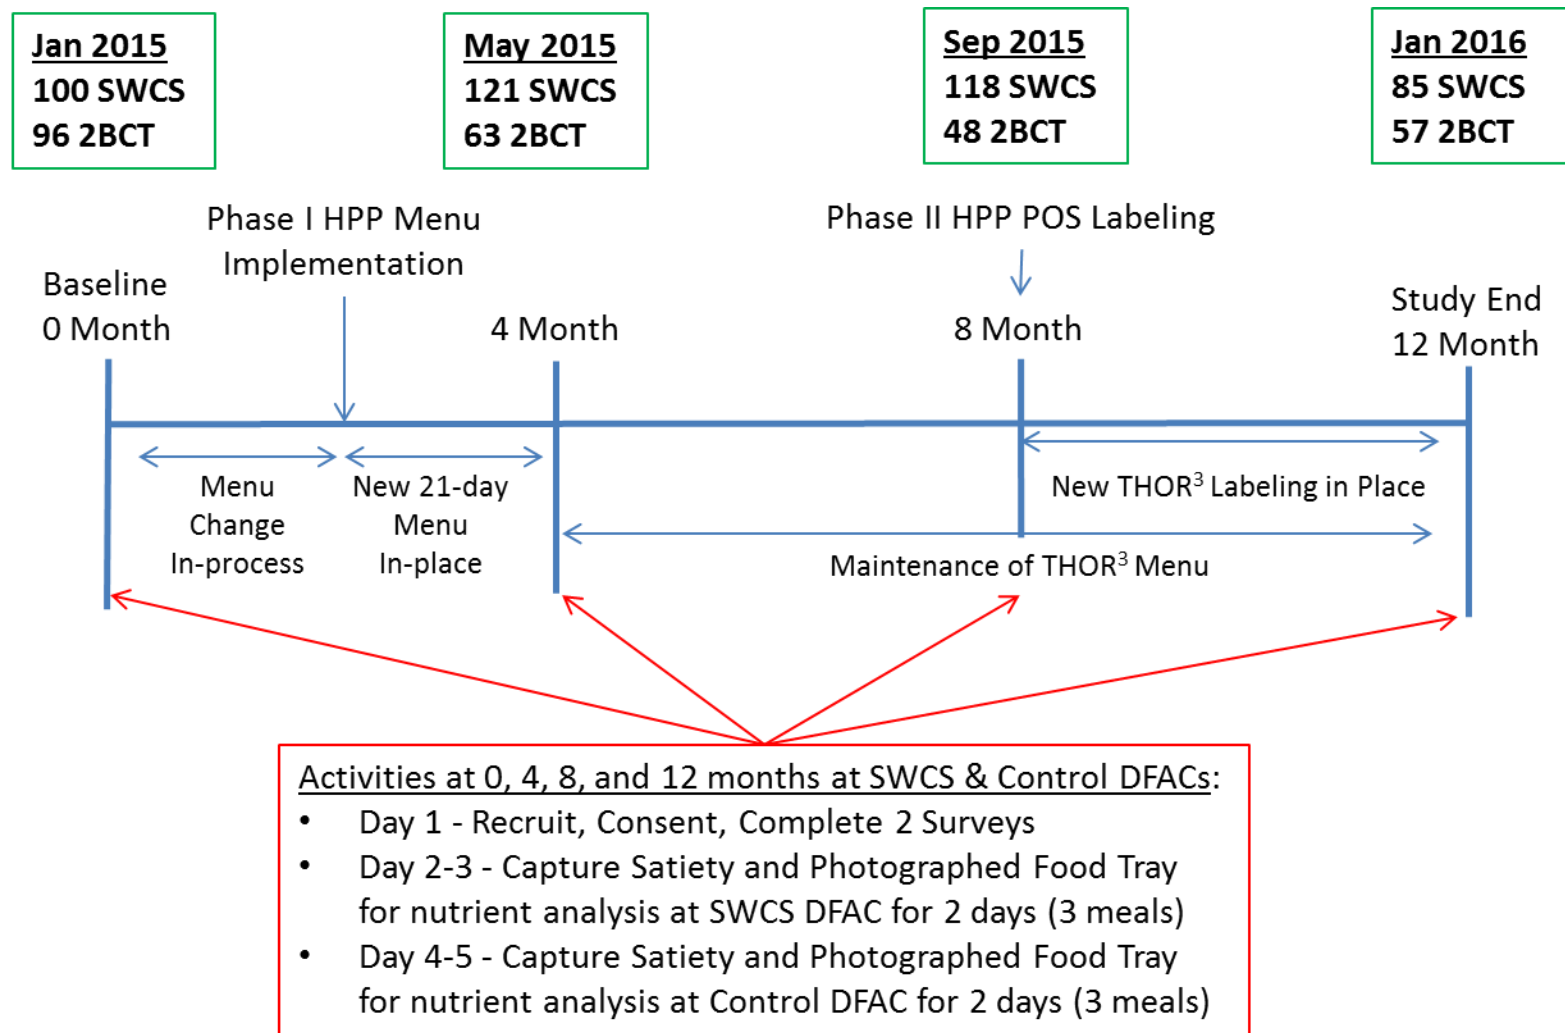 Jan 2015
100 SWCS
96 2BCT
May 2015
121 SWCS
63 2BCT
Sep 2015
118 SWCS
48 2BCT
Jan 2016
85 SWCS
57 2BCT
Phase I HPP Menu
Implementation
Phase II HPP POS Labeling
Baseline
0 Month
4 Month
8 Month
Study End
12 Month
Menu
Change
In-process
New 21-day
Menu
In-place
New THOR³ Labeling in Place
Maintenance of THOR³ Menu
Activities at 0, 4, 8, and 12 months at SWCS & Control DFACs:
• Day 1 - Recruit, Consent, Complete 2 Surveys
• Day 2-3 - Capture Satiety and Photographed Food Tray
for nutrient analysis at SWCS DFAC for 2 days (3 meals)
• Day 4-5 - Capture Satiety and Photographed Food Tray
for nutrient analysis at Control DFAC for 2 days (3 meals)